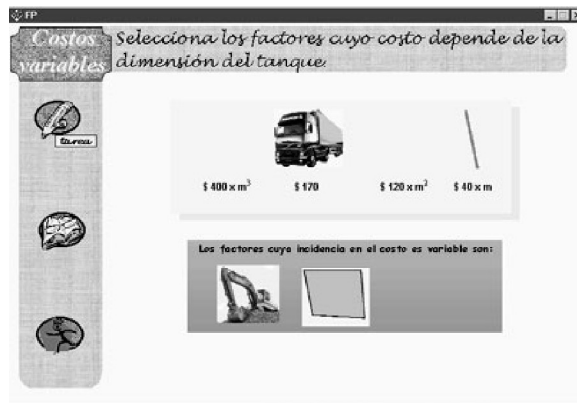 FP
Costos variables
Selecciona los factores cuyo costo depende de la
dimensión del tanque.
tarea
$ 400 x m³ $ 170 $ 120 x m² $ 40 x m
Los factores cuya incidencia en el costo es variable son: